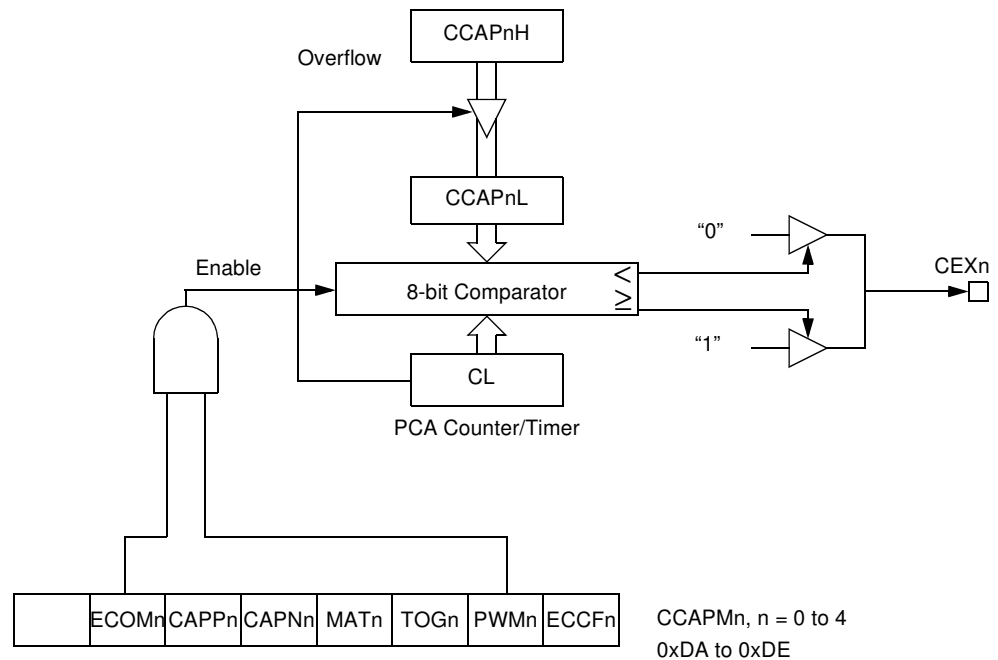 CCAPnH
Overflow
CCAPnL
“0”
Enable
<
8-bit Comparator
≥
CEXn
“1”
CL
PCA Counter/Timer
ECOMn CAPPn CAPNn MATn TOGn PWMn ECCFn
CCAPMn, n = 0 to 4
0xDA to 0xDE